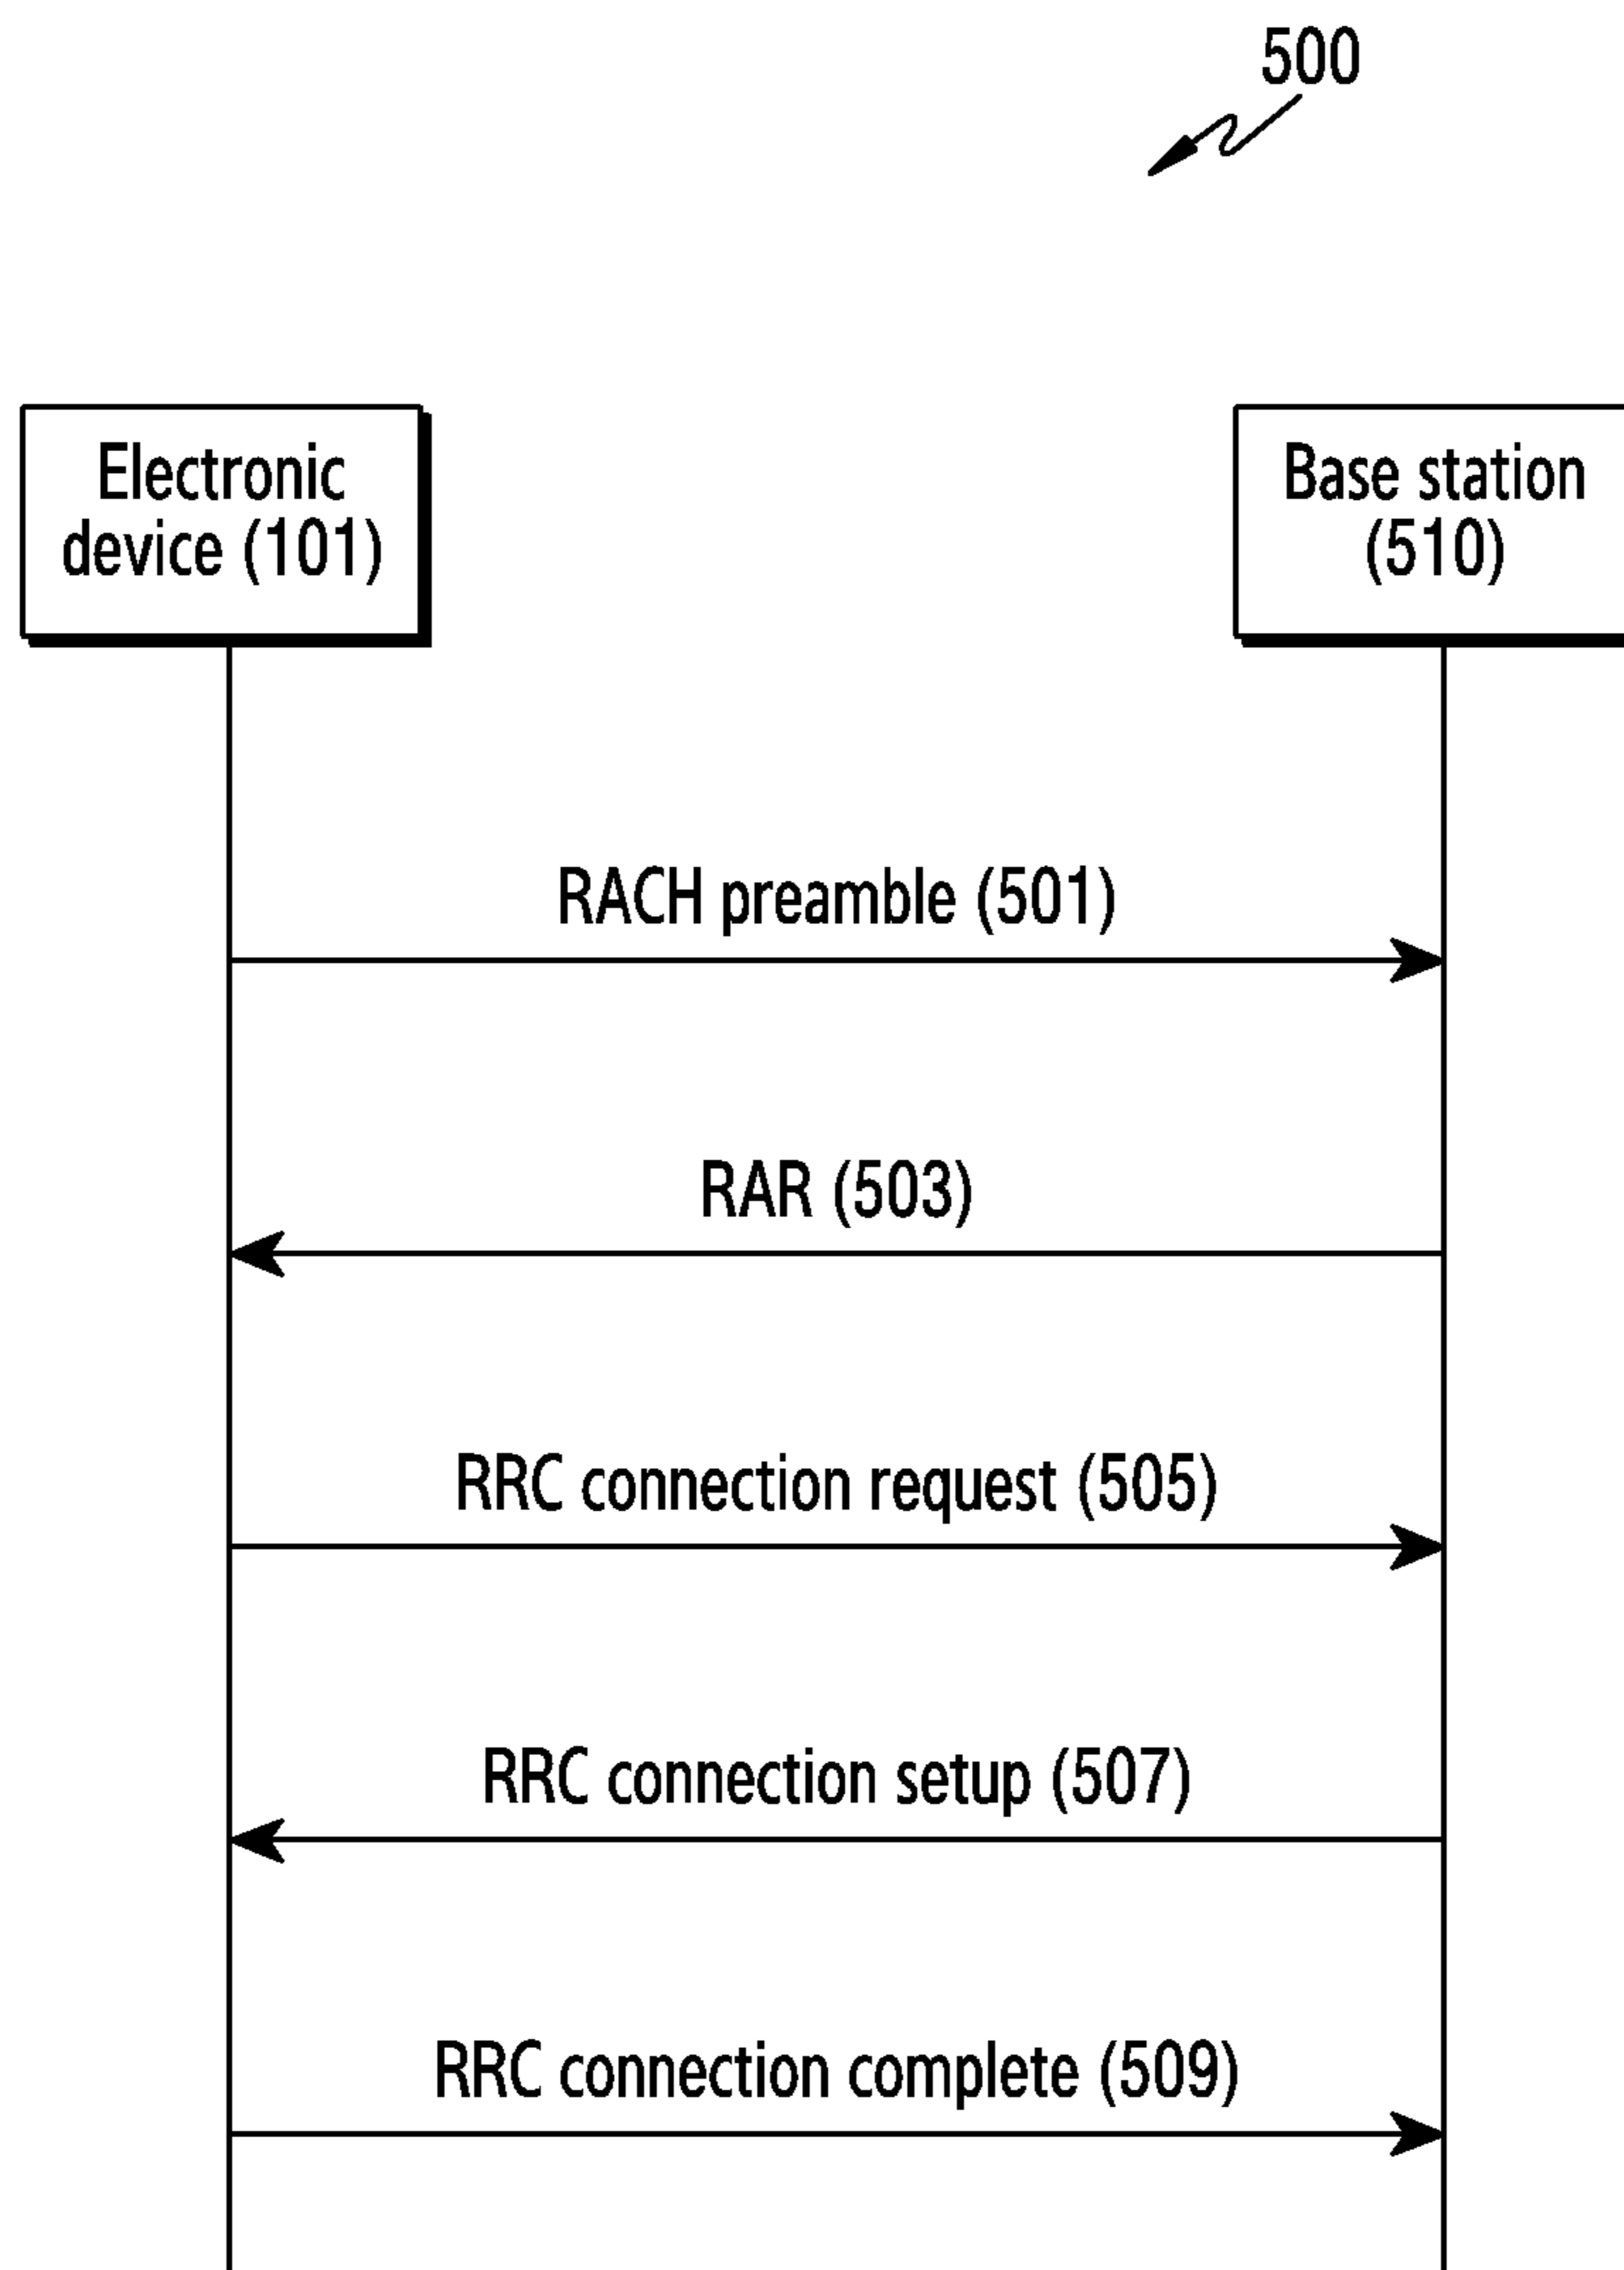 500
Electronic
device (101)
Base station
(510)
RACH preamble (501)
RAR (503)
RRC connection request (505)
RRC connection setup (507)
RRC connection complete (509)